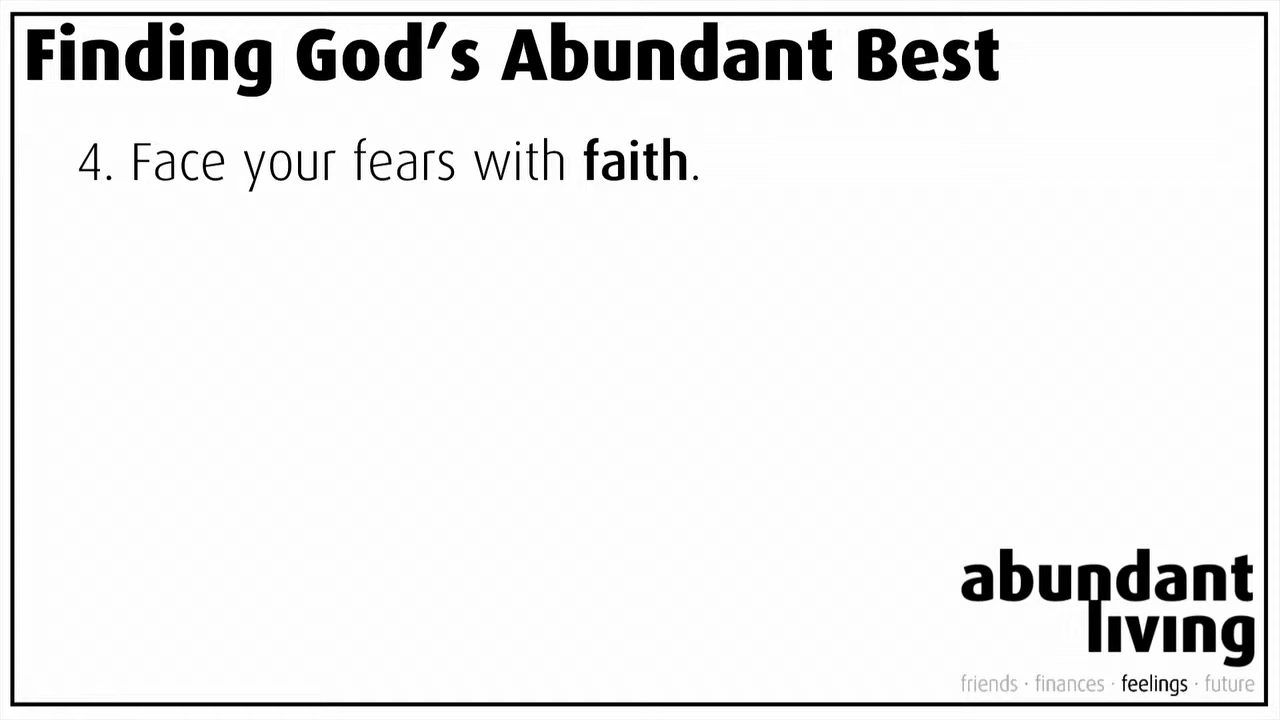 Finding God’s Abundant Best
4. Face your fears with faith.
abundant
living
friends · finances · feelings · future